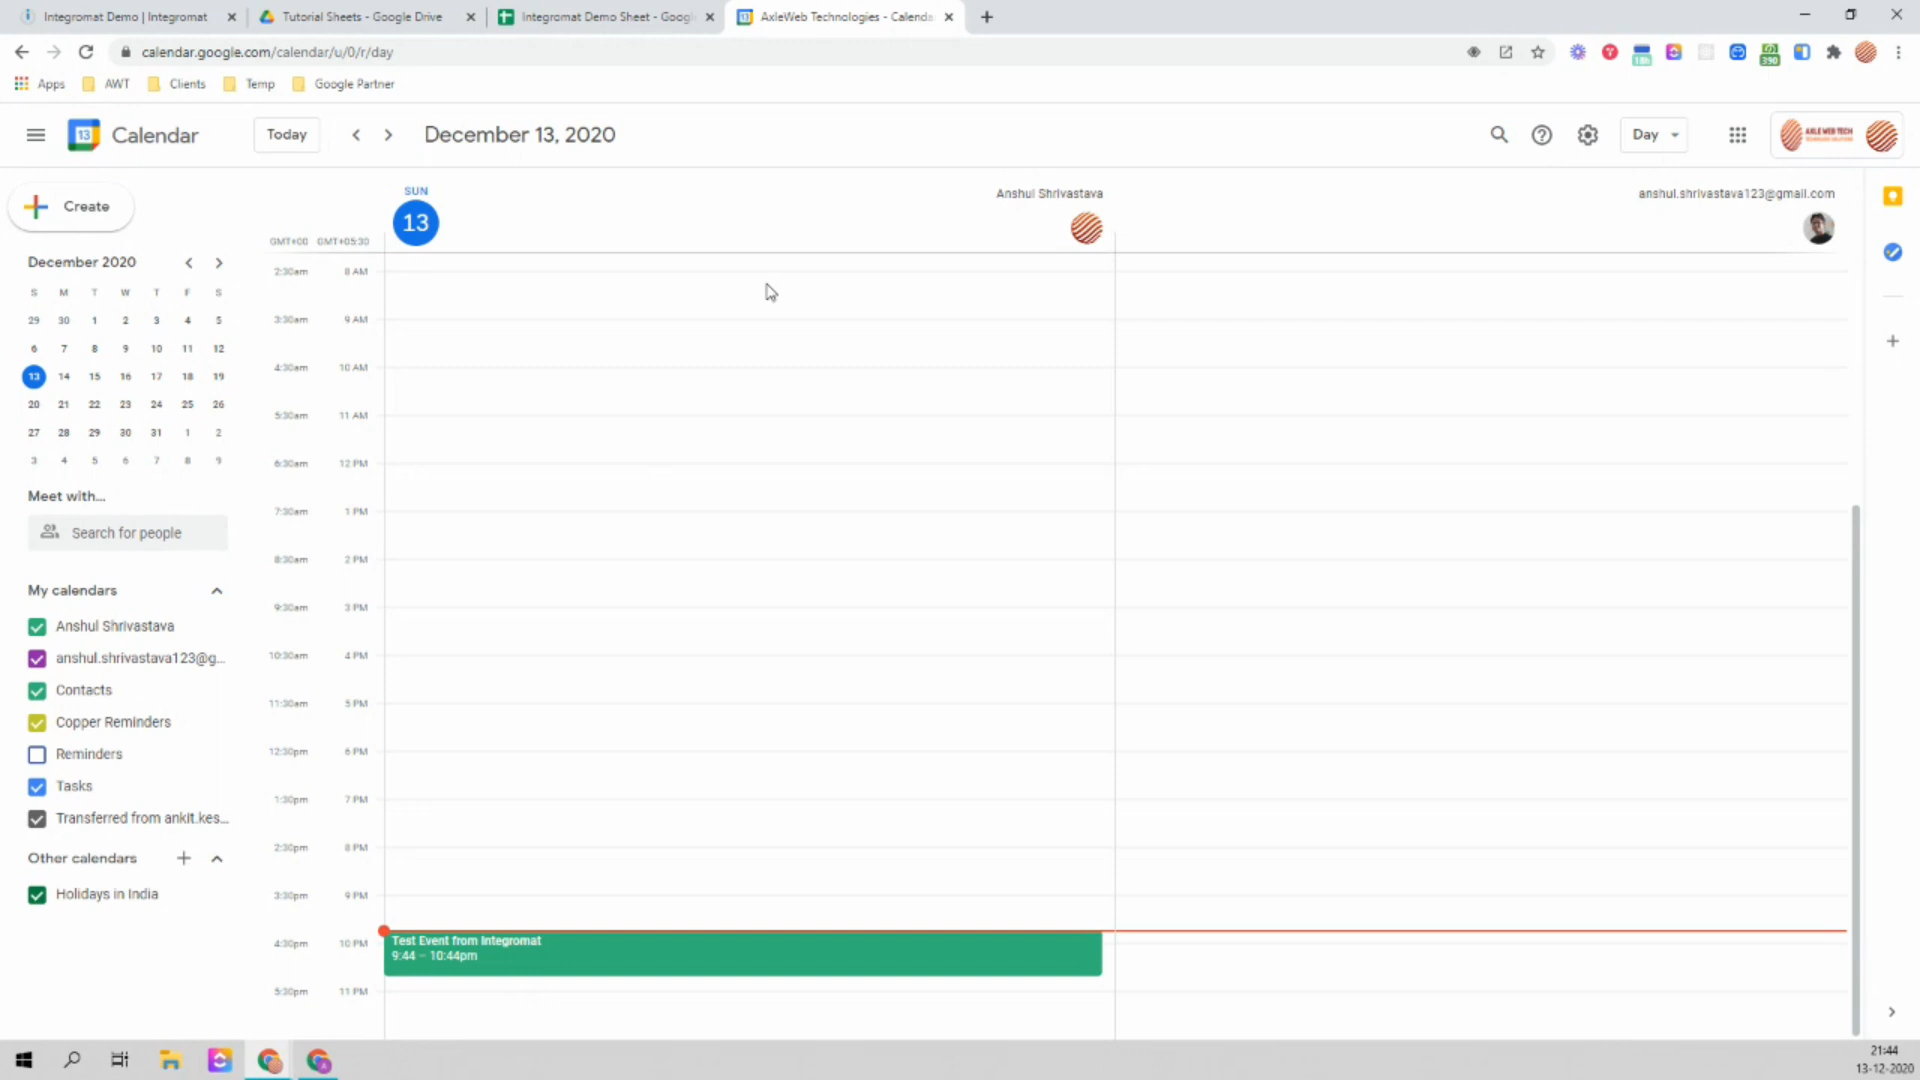 Integromat Demo | Integromat
Tutorial Sheets - Google Drive
Integromat Demo Sheet - Googl
AxleWeb Technologies - Calenda
calendar.google.com/calendar/u/0/r/day
18h
390
Apps
AWT
Clients
Temp
Google Partner
13
Calendar
Today
December 13, 2020
Day
AXLE WEB TECH
Create
December 2020
S M T W T F S
29 30 1 2 3 4 5
6 7 8 9 10 11 12
13 14 15 16 17 18 19
20 21 22 23 24 25 26
27 28 29 30 31 1 2
3 4 5 6 7 8 9
Meet with...
Search for people
My calendars
Anshul Shrivastava
anshul.shrivastava123@g...
Contacts
Copper Reminders
Reminders
Tasks
Transferred from ankit.kes...
Other calendars
Holidays in India
SUN
13
Anshul Shrivastava
anshul.shrivastava123@gmail.com
GMT+00 GMT+05:30
2:30am 8 AM
3:30am 9 AM
4:30am 10 AM
5:30am 11 AM
6:30am 12 PM
7:30am 1 PM
8:30am 2 PM
9:30am 3 PM
10:30am 4 PM
11:30am 5 PM
12:30pm 6 PM
1:30pm 7 PM
2:30pm 8 PM
3:30pm 9 PM
4:30pm 10 PM
5:30pm 11 PM
Test Event from Integromat
9:44 – 10:44pm
21:44
13-12-2020